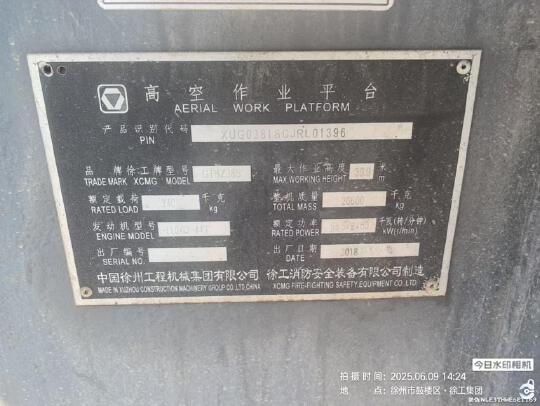 高空作业平台
AERIAL WORK PLATFORM
产品识别代码
PIN
品牌 徐工牌 型号
TRADE MARK XCMG MODEL
最大作业高度 米
MAX WORKING HEIGHT m
额定载荷 千克
RATED LOAD kg
整机质量 千克
TOTAL MASS kg
发动机型号
ENGINE MODEL
额定功率 千瓦(转/分钟)
RATED POWER kW(r/min)
出厂编号
SERIAL NO.
出厂日期 2018
DATE
中国徐州工程机械集团有限公司 徐工消防安全装备有限公司制造
MADE IN XUZHOU CONSTRUCTION MACHINERY GROUP CO.,LTD,CHINA XCMG FIRE-FIGHTING SAFETY EQUIPMENT CO.,LTD
今日水印相机
拍摄时间:2025.06.09 14:24
地点:徐州市鼓楼区·徐工集团